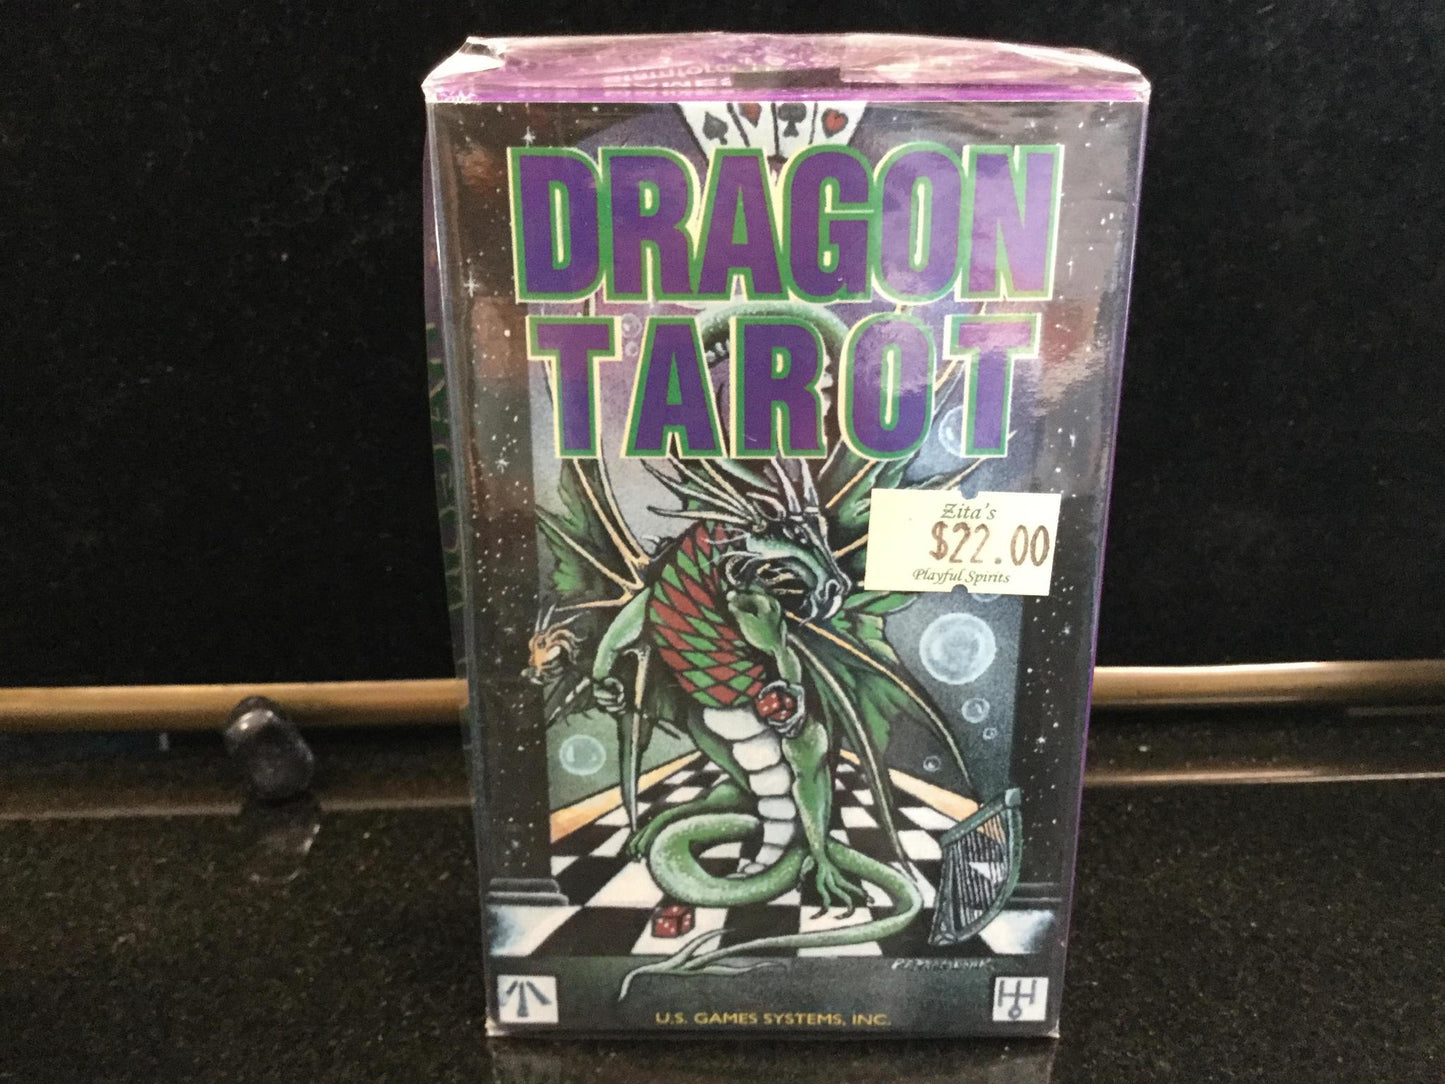 DRAGON
TAROT
Zita's
$22.00
Playful Spirits
U.S. GAMES SYSTEMS, INC.